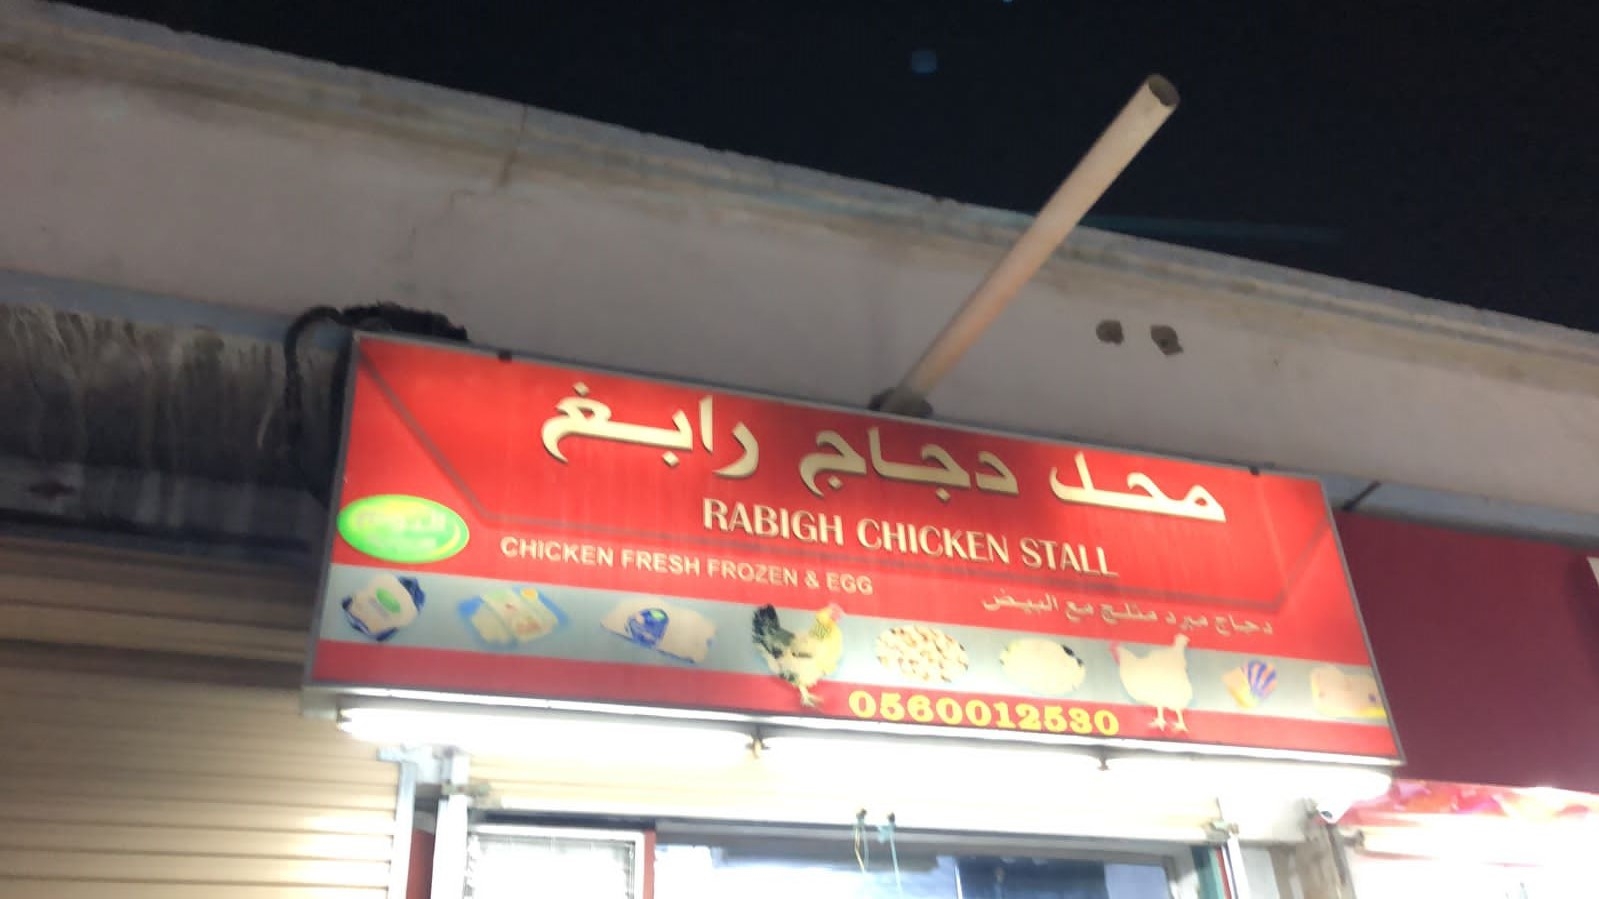 محل دجاج رابغ
RABIGH CHICKEN STALL
CHICKEN FRESH FROZEN & EGG
دجاج مبرد مثلج مع البيض
0560012530